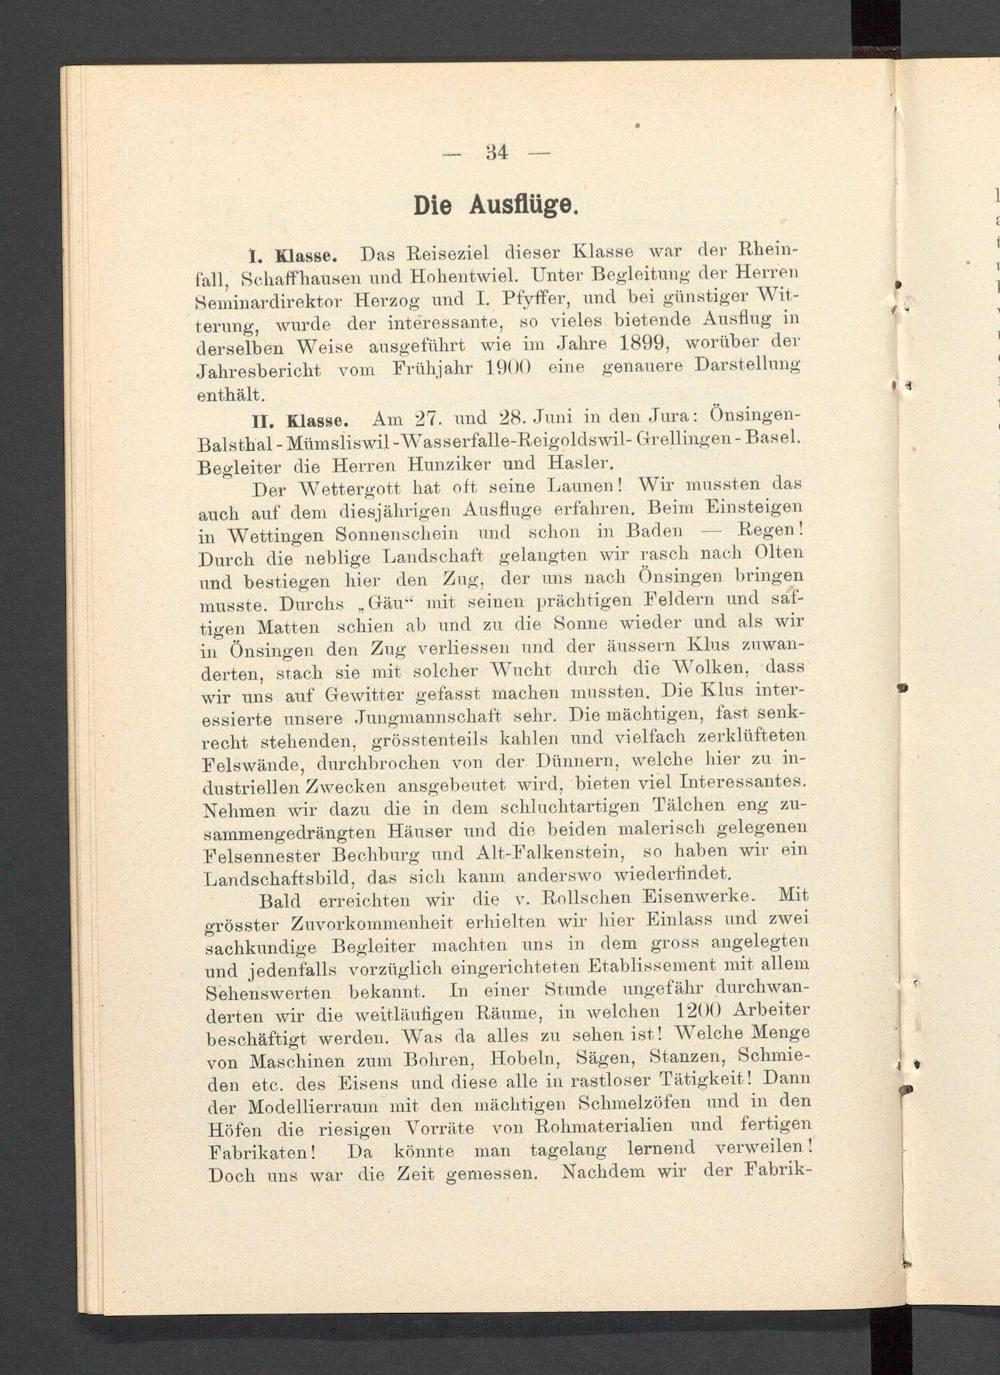 — 34 —
Die Ausflüge.
I. Klasse. Das Reiseziel dieser Klasse war der Rhein-
fall, Schaffhausen und Hohentwiel. Unter Begleitung der Herren
Seminardirektor Herzog und I. Pfyffer, und bei günstiger Wit-
terung, wurde der interessante, so vieles bietende Ausflug in
derselben Weise ausgeführt wie im Jahre 1899, worüber der
Jahresbericht vom Frühjahr 1900 eine genauere Darstellung
enthält.
II. Klasse. Am 27. und 28. Juni in den Jura: Önsingen-
Balsthal-Mümsliswil-Wasserfalle-Reigoldswil-Grellingen-Basel.
Begleiter die Herren Hunziker und Hasler.
Der Wettergott hat oft seine Launen! Wir mussten das
auch auf dem diesjährigen Ausfluge erfahren. Beim Einsteigen
in Wettingen Sonnenschein und schon in Baden — Regen!
Durch die neblige Landschaft gelangten wir rasch nach Olten
und bestiegen hier den Zug, der uns nach Önsingen bringen
musste. Durchs „Gäu“ mit seinen prächtigen Feldern und saf-
tigen Matten schien ab und zu die Sonne wieder und als wir
in Önsingen den Zug verliessen und der äussern Klus zuwan-
derten, stach sie mit solcher Wucht durch die Wolken, dass
wir uns auf Gewitter gefasst machen mussten. Die Klus inter-
essierte unsere Jungmannschaft sehr. Die mächtigen, fast senk-
recht stehenden, grösstenteils kahlen und vielfach zerklüfteten
Felswände, durchbrochen von der Dünnern, welche hier zu in-
dustriellen Zwecken ausgebeutet wird, bieten viel Interessantes.
Nehmen wir dazu die in dem schluchtartigen Tälchen eng zu-
sammengedrängten Häuser und die beiden malerisch gelegenen
Felsennester Bechburg und Alt-Falkenstein, so haben wir ein
Landschaftsbild, das sich kaum anderswo wiederfindet.
Bald erreichten wir die v. Rollschen Eisenwerke. Mit
grösster Zuvorkommenheit erhielten wir hier Einlass und zwei
sachkundige Begleiter machten uns in dem gross angelegten
und jedenfalls vorzüglich eingerichteten Etablissement mit allem
Sehenswerten bekannt. In einer Stunde ungefähr durchwan-
derten wir die weitläufigen Räume, in welchen 1200 Arbeiter
beschäftigt werden. Was da alles zu sehen ist! Welche Menge
von Maschinen zum Bohren, Hobeln, Sägen, Stanzen, Schmie-
den etc. des Eisens und diese alle in rastloser Tätigkeit! Dann
der Modellierraum mit den mächtigen Schmelzöfen und in den
Höfen die riesigen Vorräte von Rohmaterialien und fertigen
Fabrikaten! Da könnte man tagelang lernend verweilen!
Doch uns war die Zeit gemessen. Nachdem wir der Fabrik-